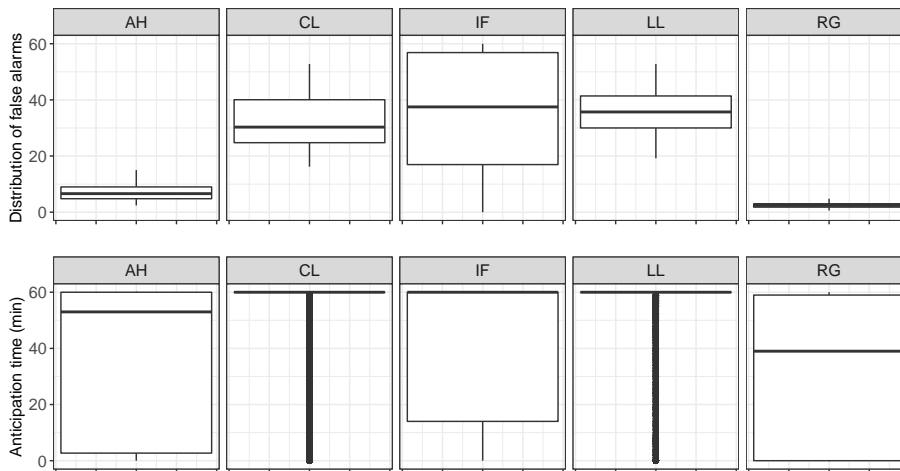 AH CL IF LL RG
Distribution of false alarms
60
40
20
0
AH CL IF LL RG
Anticipation time (min)
60
40
20
0